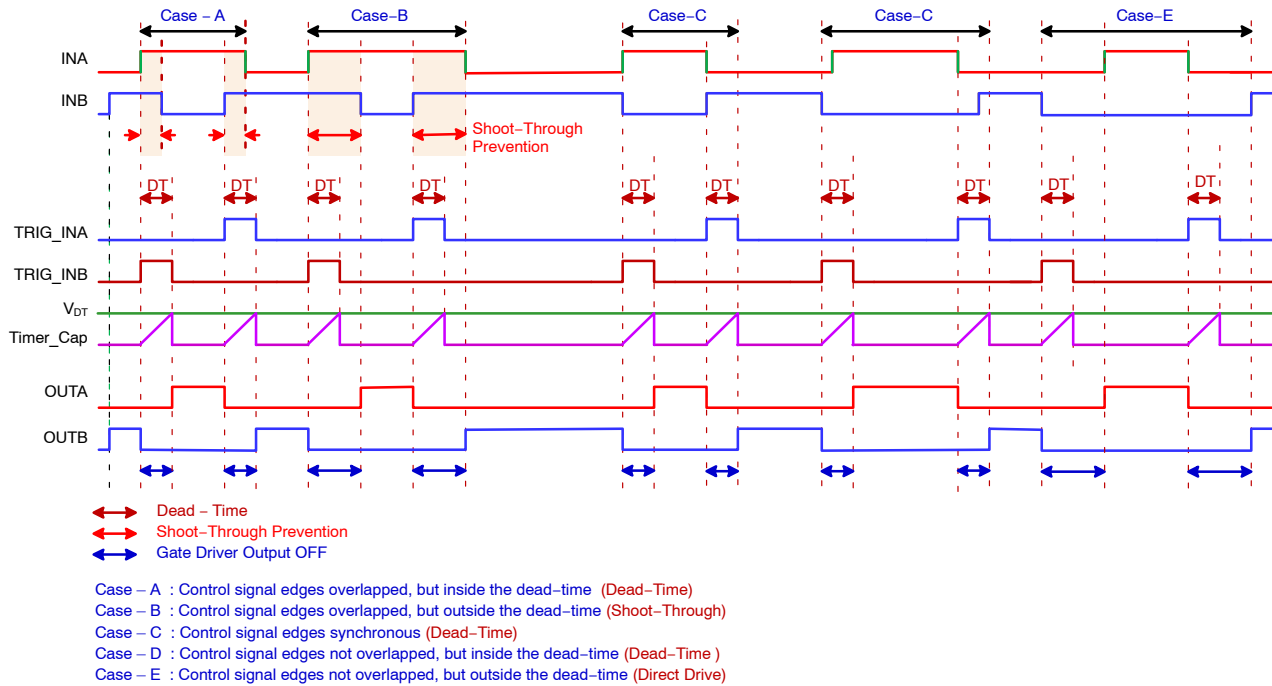 Case – A
Case–B
Case–C
Case–C
Case–E
INA
INB
Shoot–Through
Prevention
DT
DT
DT
DT
DT
DT
DT
DT
DT
DT
TRIG_INA
TRIG_INB
VDT
Timer_Cap
OUTA
OUTB
Dead – Time
Shoot–Through Prevention
Gate Driver Output OFF
Case – A : Control signal edges overlapped, but inside the dead–time (Dead–Time)
Case – B : Control signal edges overlapped, but outside the dead–time (Shoot–Through)
Case – C : Control signal edges synchronous (Dead–Time)
Case – D : Control signal edges not overlapped, but inside the dead–time (Dead–Time )
Case – E : Control signal edges not overlapped, but outside the dead–time (Direct Drive)